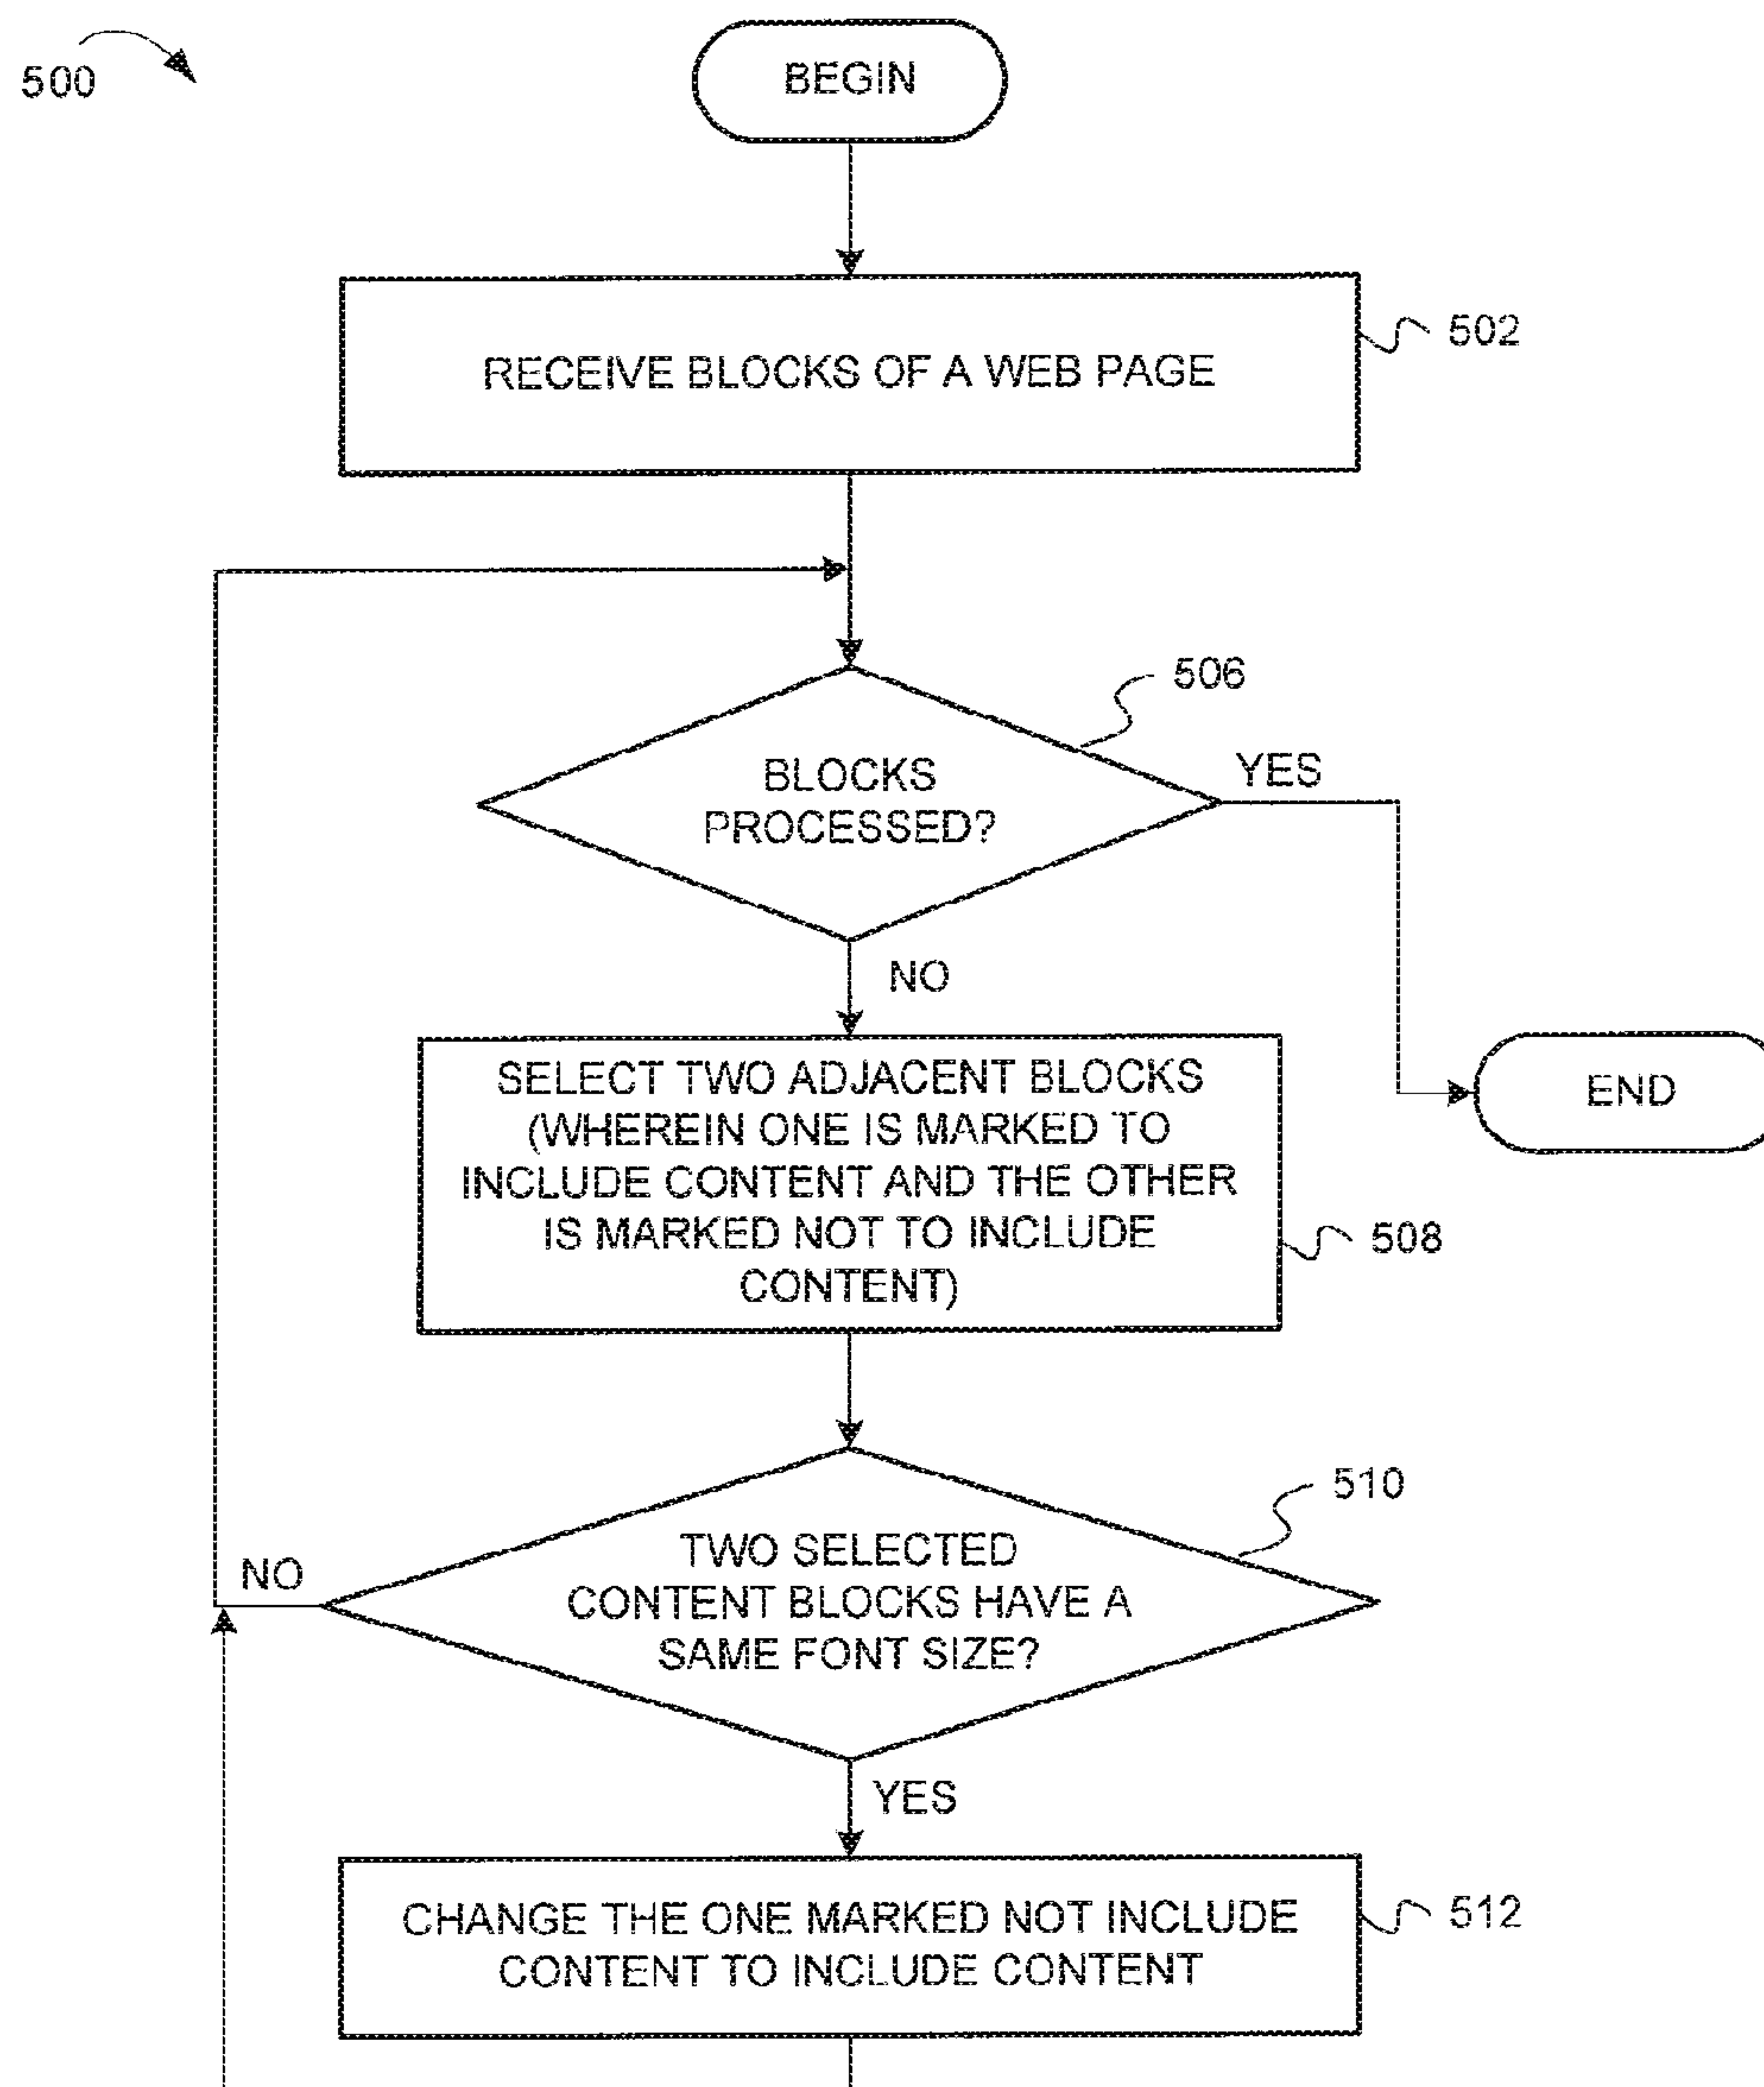 500
BEGIN
RECEIVE BLOCKS OF A WEB PAGE
502
506
BLOCKS
PROCESSED?
YES
NO
SELECT TWO ADJACENT BLOCKS
(WHEREIN ONE IS MARKED TO
INCLUDE CONTENT AND THE OTHER
IS MARKED NOT TO INCLUDE
CONTENT)
508
END
510
TWO SELECTED
CONTENT BLOCKS HAVE A
SAME FONT SIZE?
NO
YES
CHANGE THE ONE MARKED NOT INCLUDE
CONTENT TO INCLUDE CONTENT
512